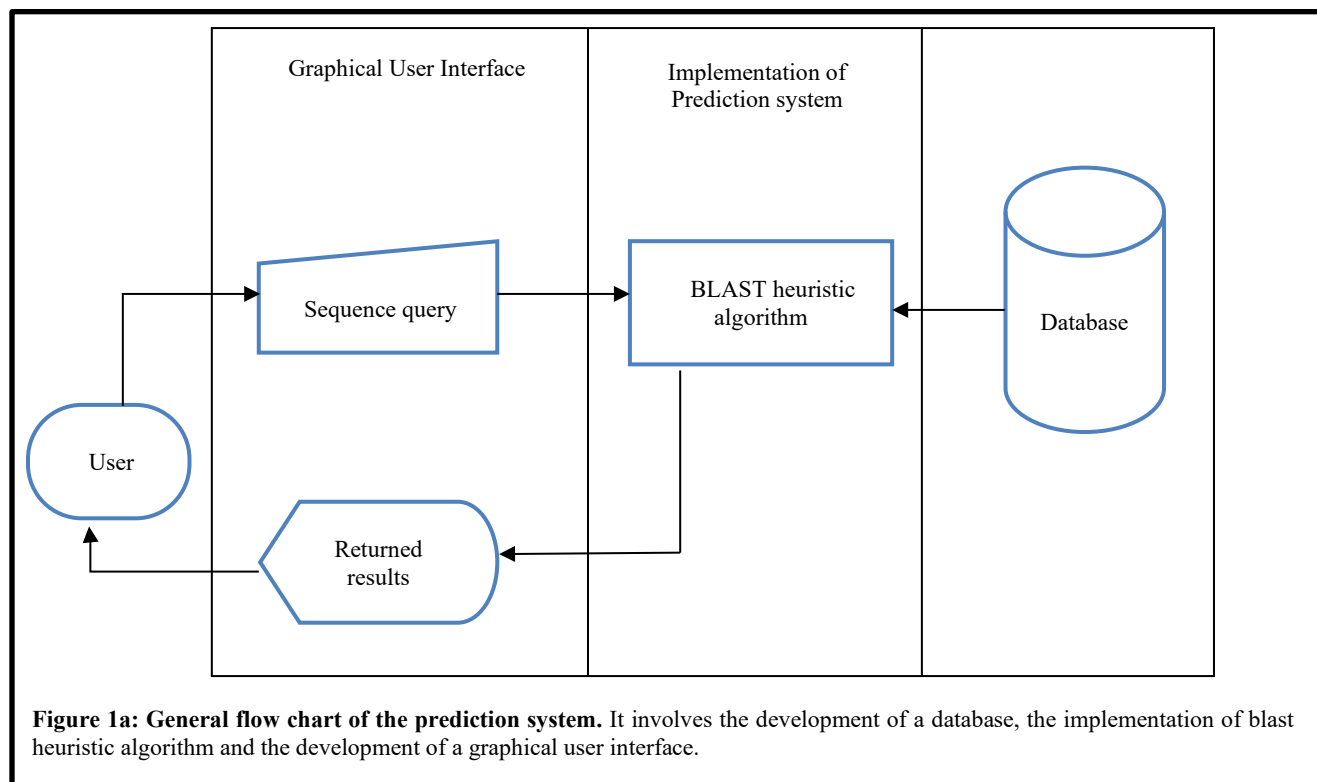 Graphical User Interface
Implementation of
Prediction system
Sequence query
BLAST heuristic
algorithm
Database
User
Returned
results
Figure 1a: General flow chart of the prediction system. It involves the development of a database, the implementation of blast
heuristic algorithm and the development of a graphical user interface.